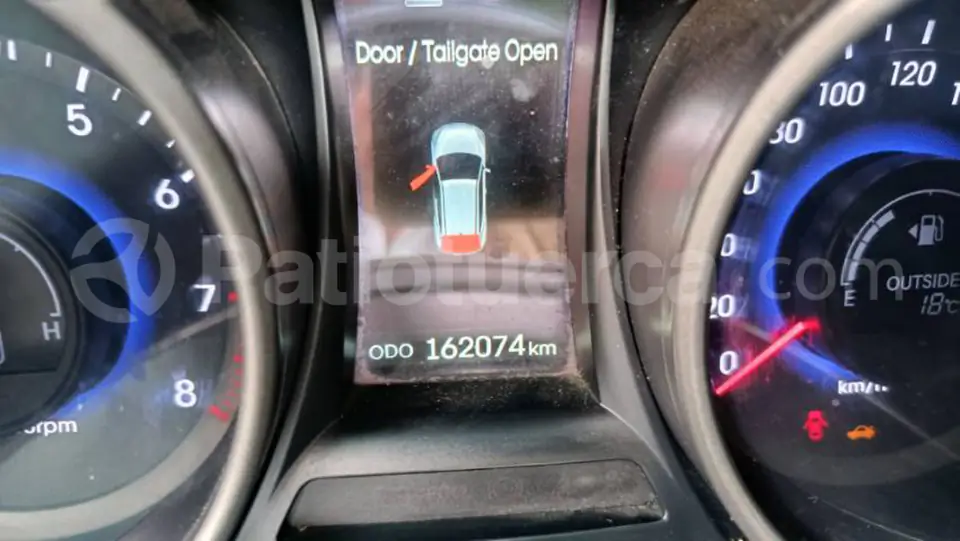 Door / Tailgate Open
5
6
7
8
H
rpm
ODO 162074 km
0
20
80
100
120
E
OUTSIDE
18°C
km/h
Patiotuerca.com